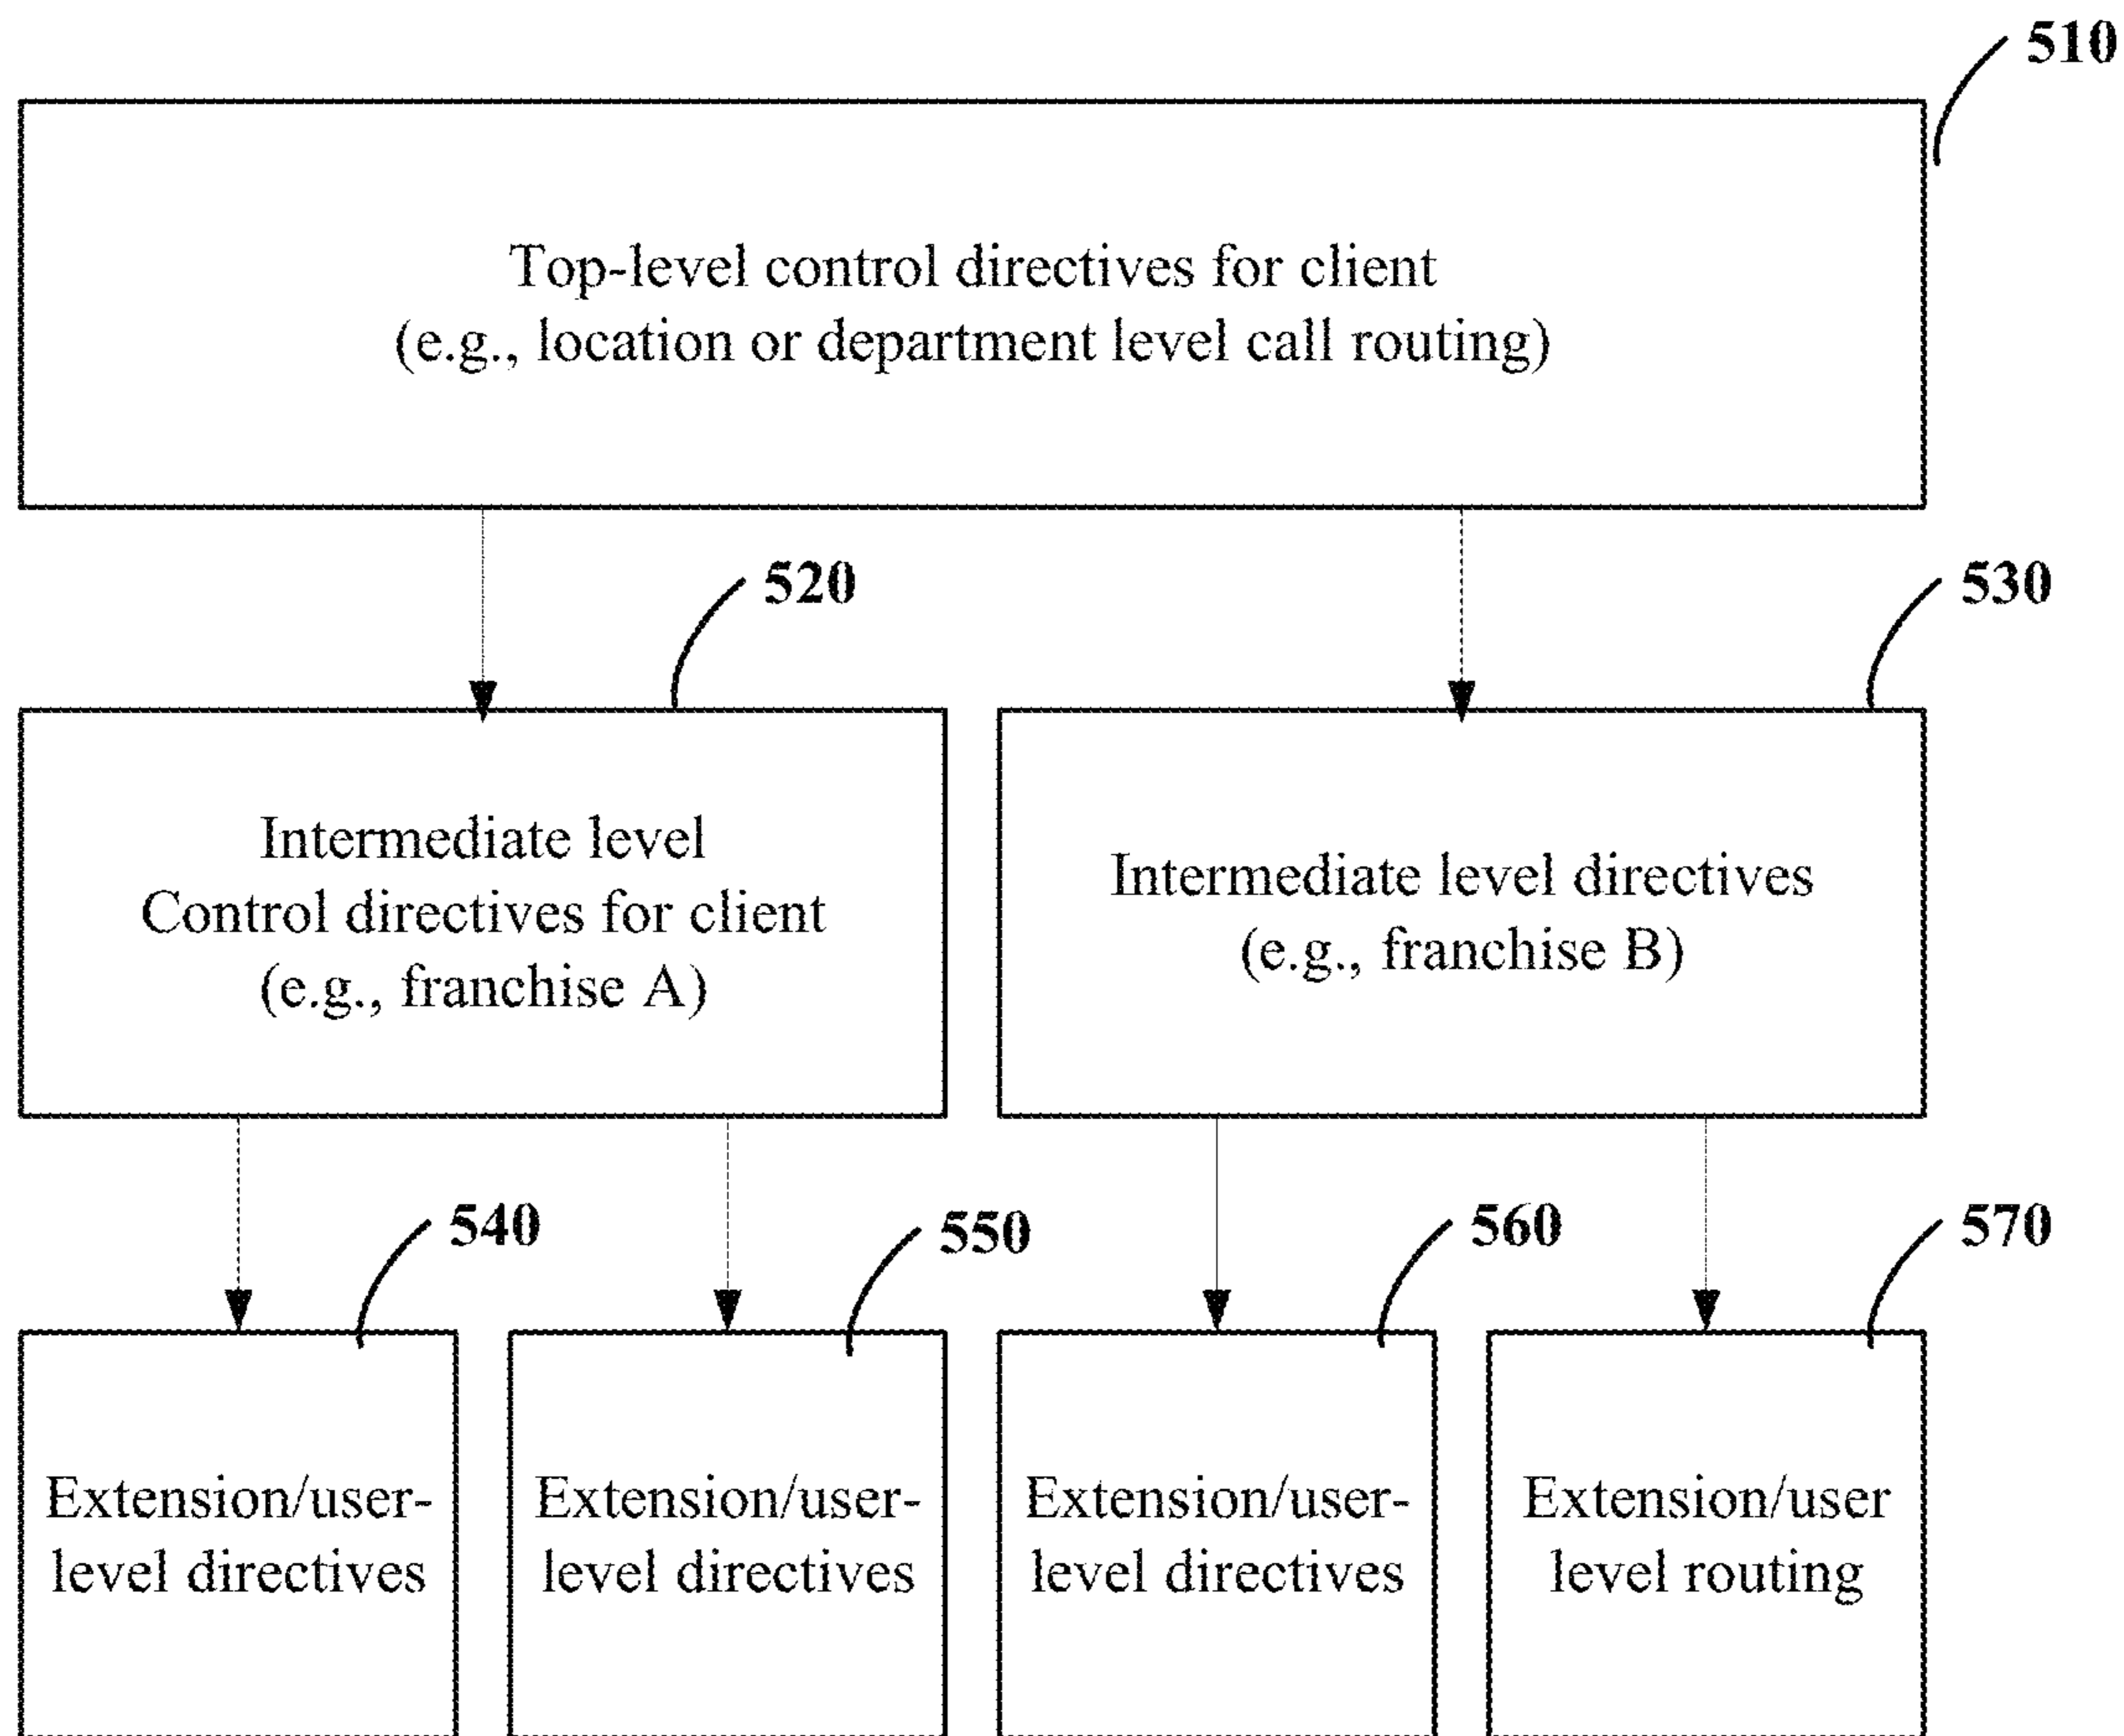 510
Top-level control directives for client
(e.g., location or department level call routing)
520
530
Intermediate level
Control directives for client
(e.g., franchise A)
Intermediate level directives
(e.g., franchise B)
540
550
560
570
Extension/user-
level directives
Extension/user-
level directives
Extension/user-
level directives
Extension/user
level routing